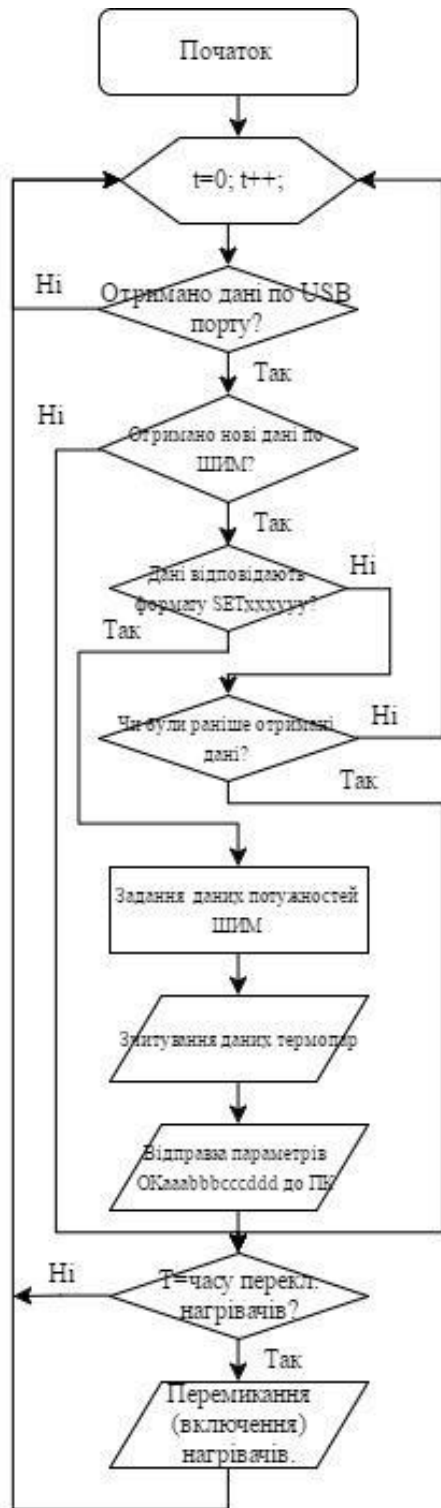 Початок
t=0; t++;
Ні
Отримано дані по USB
порту?
Так
Ні
Отримано нові дані по
ШИМ?
Так
Дані відповідають
формату SETxxxyyy?
Ні
Так
Чи були раніше отримані
дані?
Ні
Так
Задання даних потужностей
ШИМ
Зчитування даних термопар
Відправка параметрів
OKaaabbbcccddd до ПК
Ні
T=часу перекл.
нагрівачів?
Так
Перемикання
(включення)
нагрівачів.